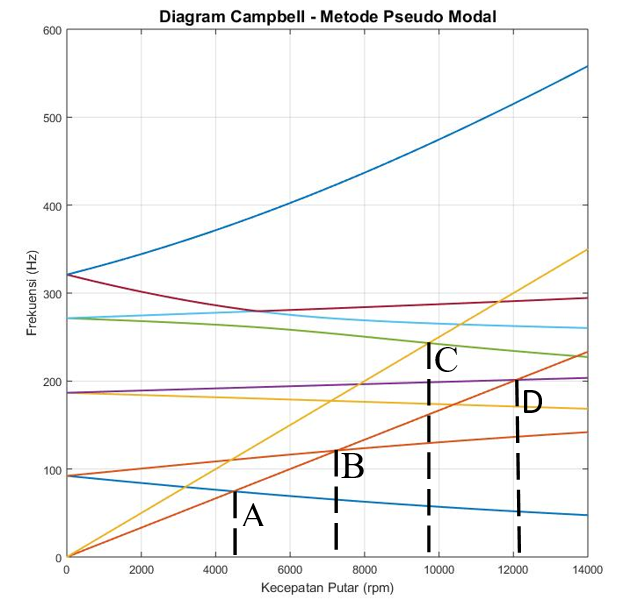 Diagram Campbell - Metode Pseudo Modal
600
500
400
300
200
100
0
Frekuensi (Hz)
C
D
B
A
0 2000 4000 6000 8000 10000 12000 14000
Kecepatan Putar (rpm)